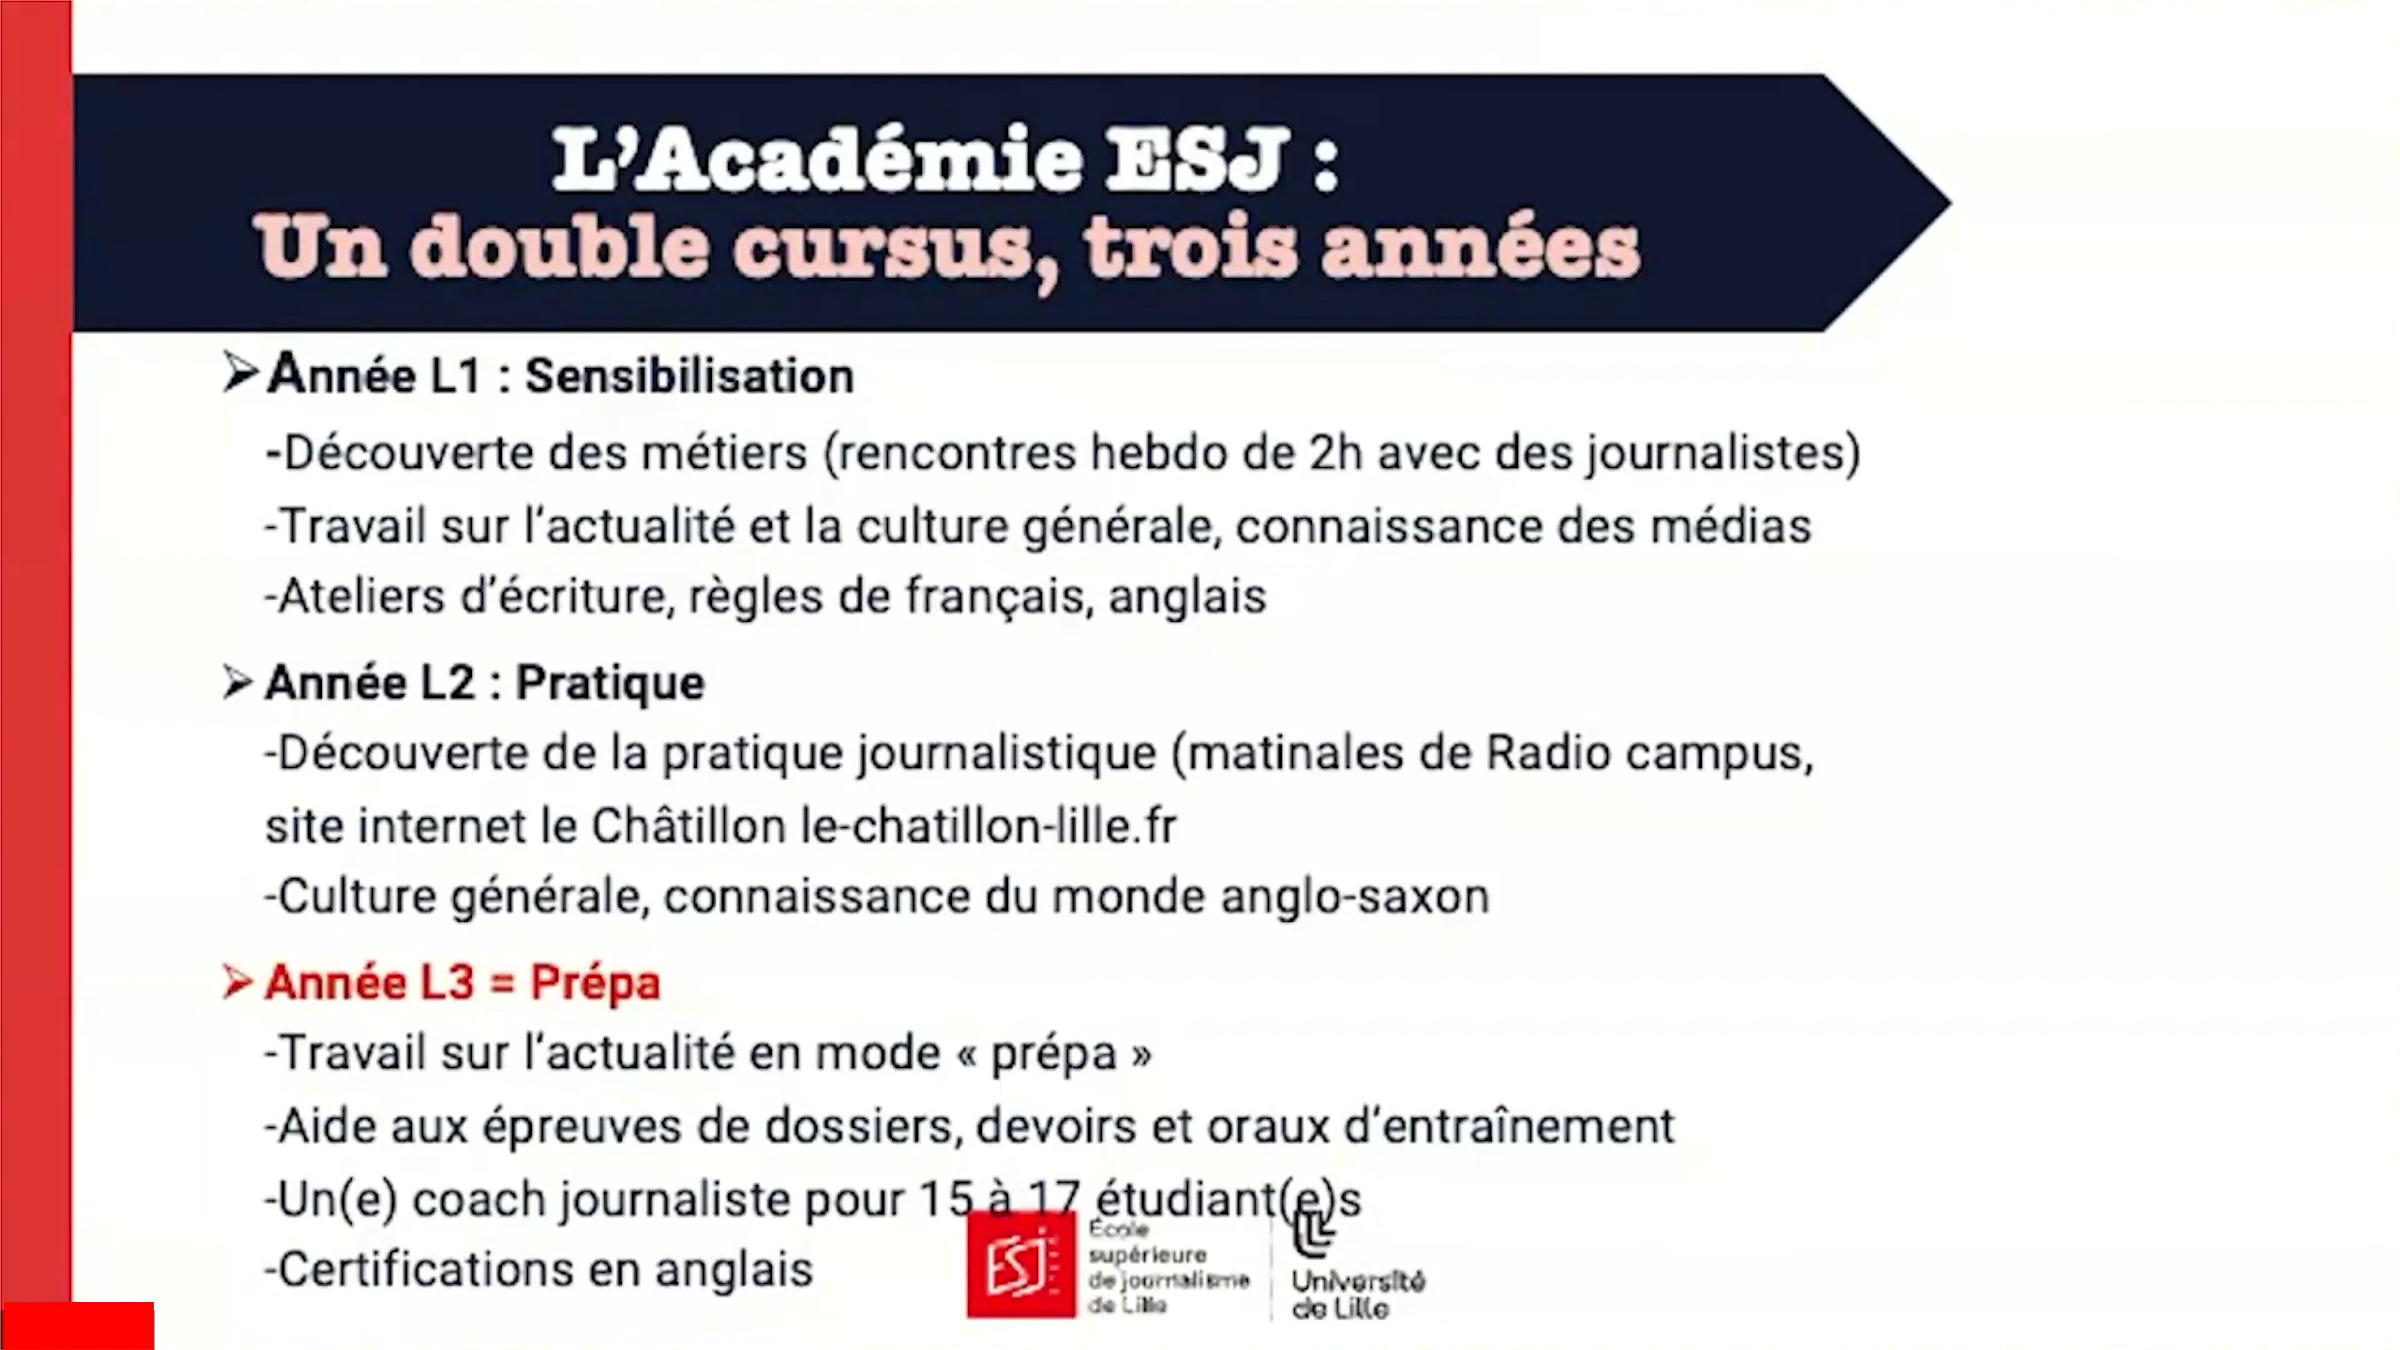 L’Académie ESJ :
Un double cursus, trois années
➢Année L1 : Sensibilisation
-Découverte des métiers (rencontres hebdo de 2h avec des journalistes)
-Travail sur l’actualité et la culture générale, connaissance des médias
-Ateliers d’écriture, règles de français, anglais
➢Année L2 : Pratique
-Découverte de la pratique journalistique (matinales de Radio campus,
site internet le Châtillon le-chatillon-lille.fr
-Culture générale, connaissance du monde anglo-saxon
➢Année L3 = Prépa
-Travail sur l’actualité en mode « prépa »
-Aide aux épreuves de dossiers, devoirs et oraux d’entraînement
-Un(e) coach journaliste pour 15 à 17 étudiant(e)s
-Certifications en anglais
ESJ
École
supérieure
de journalisme
de Lille
Université
de Lille